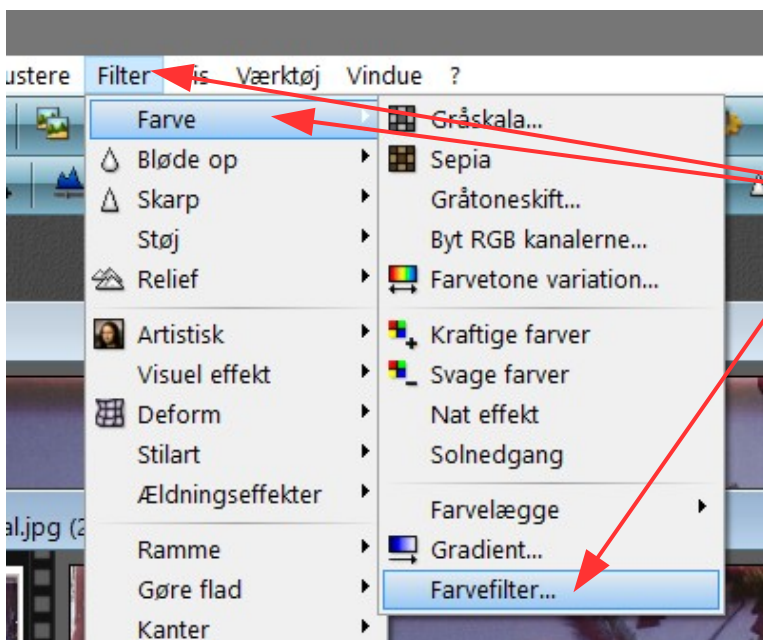 ustere Filter is Værktøj Vindue ?
Farve
Bløde op
Skarp
Støj
Relief
Artistisk
Visuel effekt
Deform
Stilart
Ældningseffekter
Ramme
Gøre flad
Kanter
Gråskala...
Sepia
Gråtoneskift...
Byt RGB kanalerne...
Farvetone variation...
Kraftige farver
Svage farver
Nat effekt
Solnedgang
Farvelægge
Gradient...
Farvefilter...
al.jpg (2